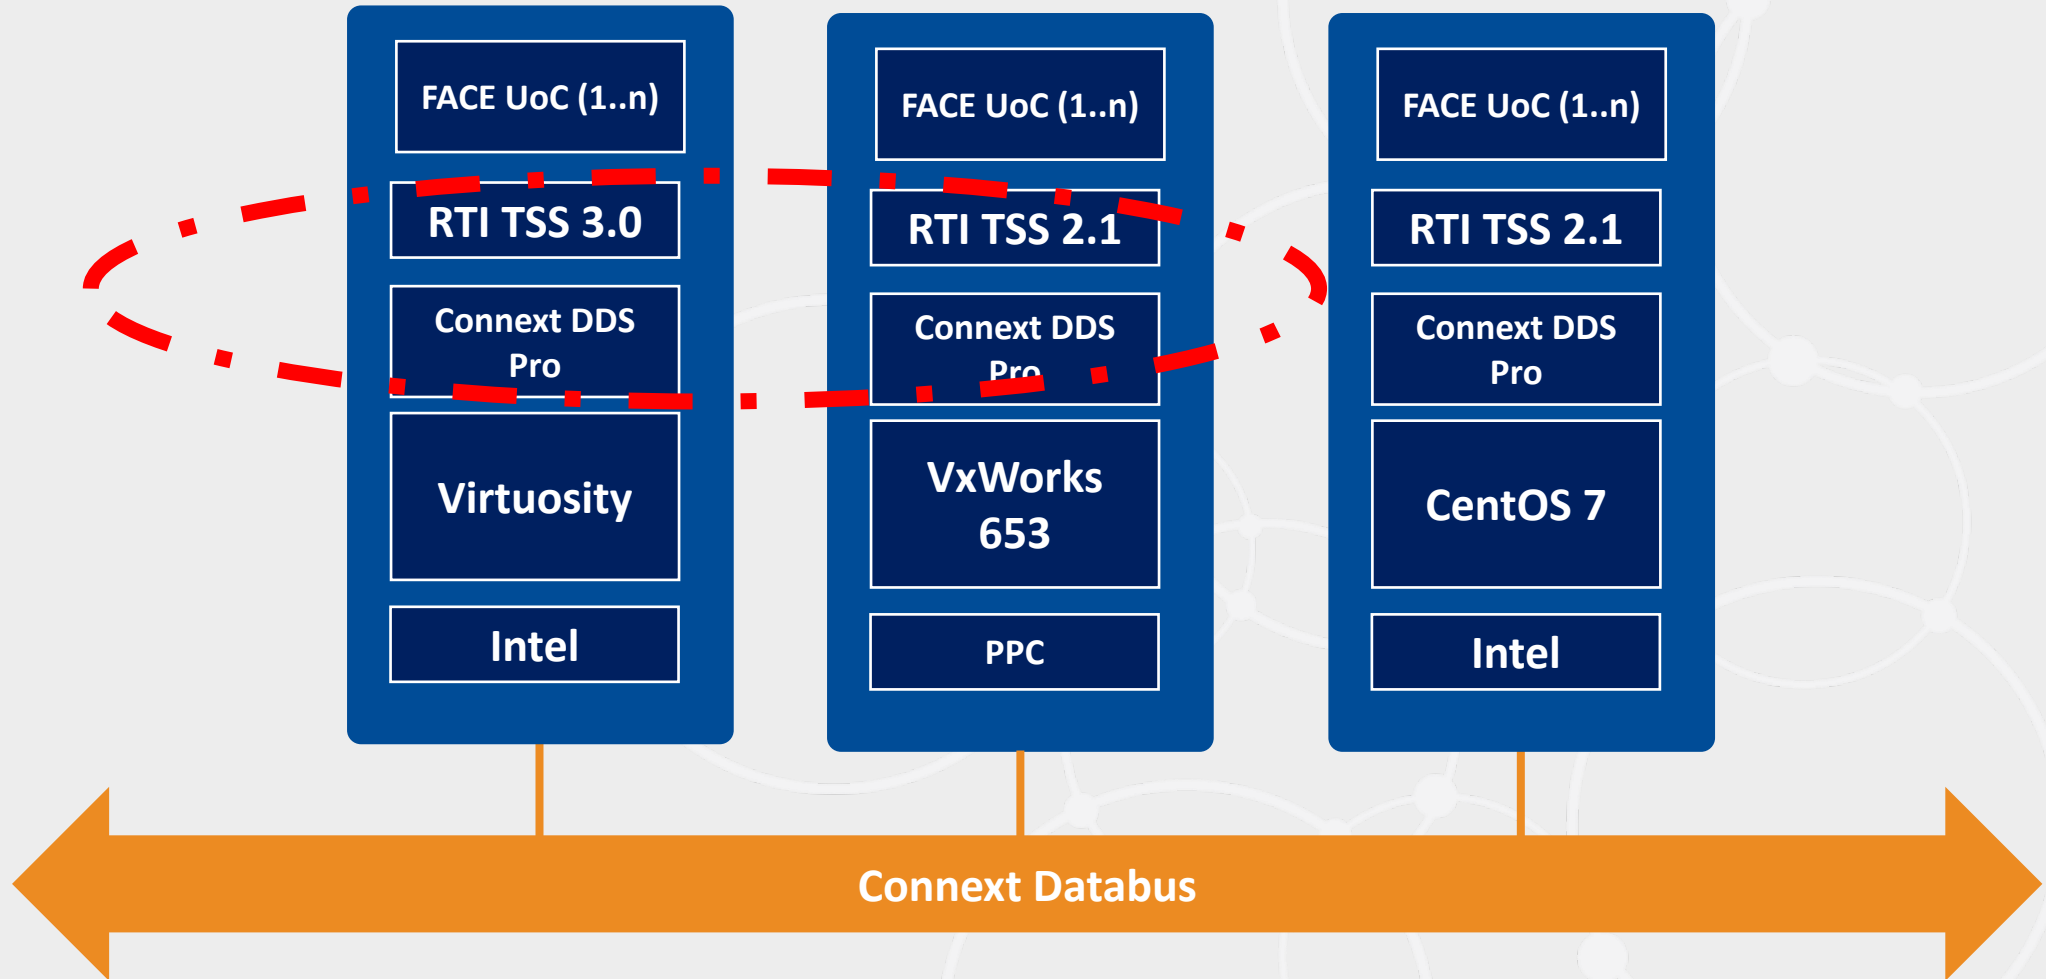 FACE UoC (1..n)
RTI TSS 3.0
Connext DDS
Pro
Virtuosity
Intel
FACE UoC (1..n)
RTI TSS 2.1
Connext DDS
Pro
VxWorks
653
PPC
FACE UoC (1..n)
RTI TSS 2.1
Connext DDS
Pro
CentOS 7
Intel
Connext Databus